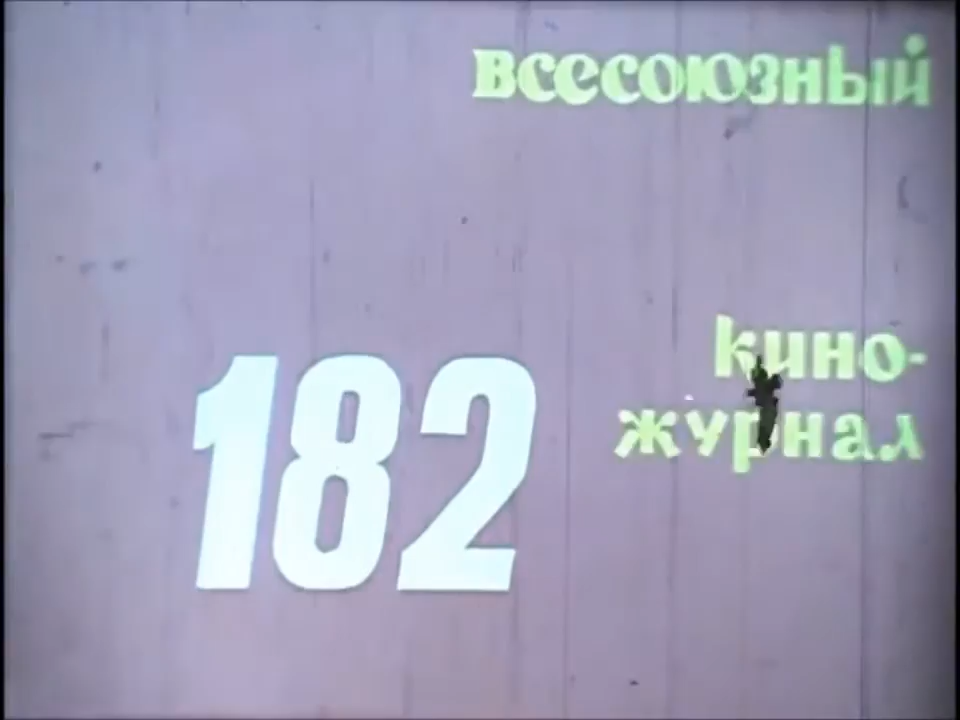 всесоюзный
182
кино-
журнал